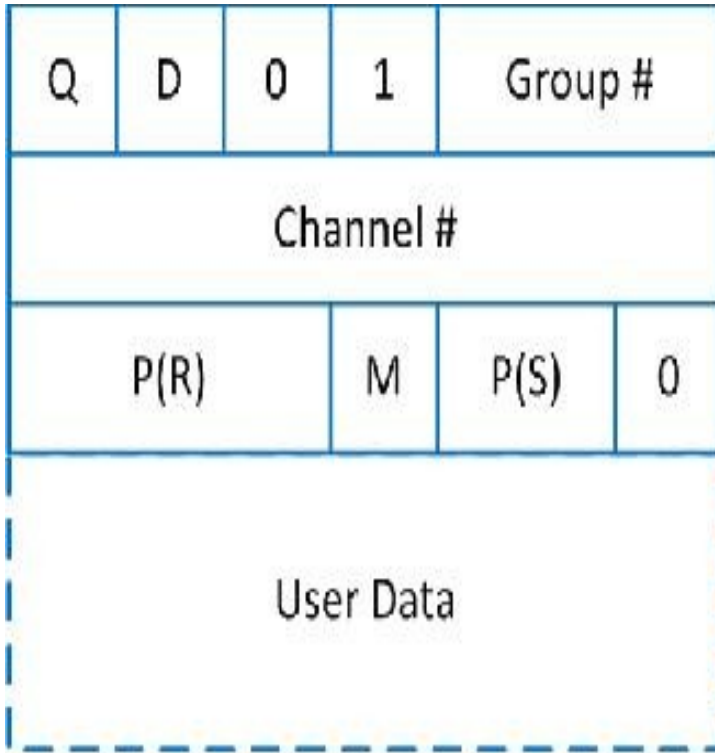 Q D 0 1 Group #
Channel #
P(R) M P(S) 0
User Data